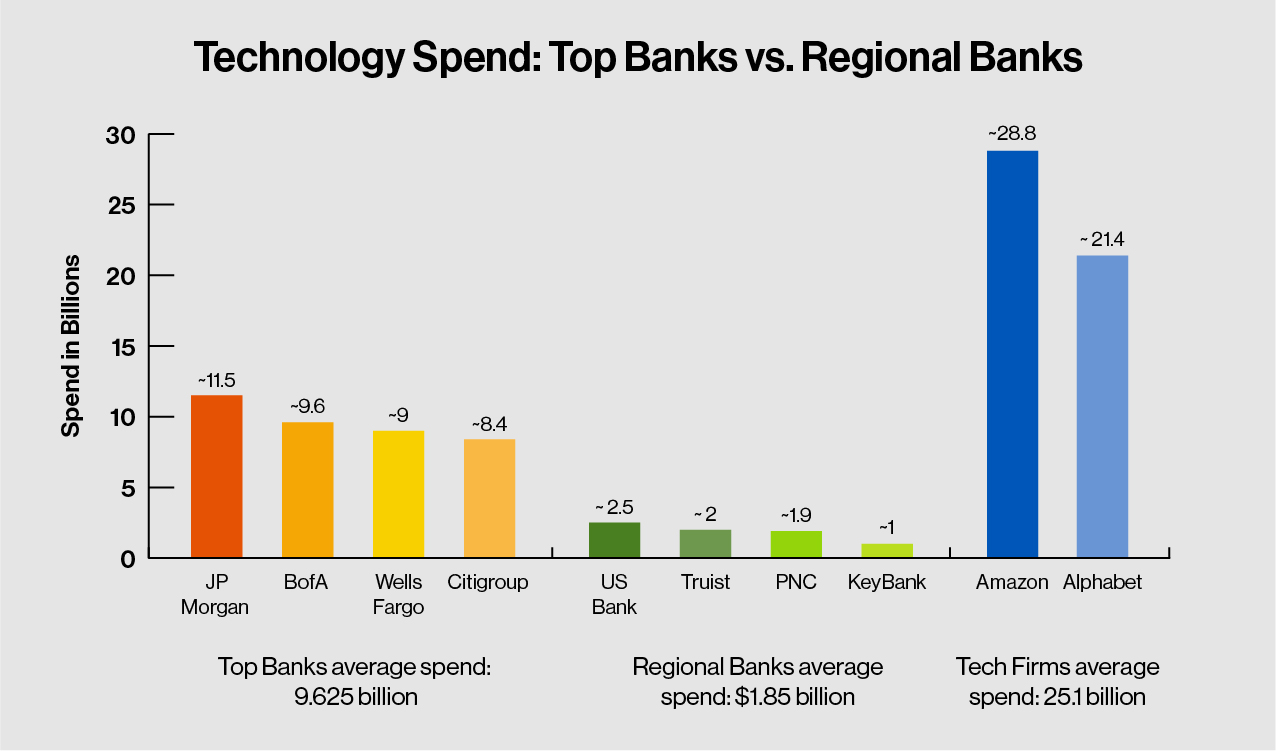 Technology Spend: Top Banks vs. Regional Banks
Spend in Billions
30
25
20
15
10
5
0
~11.5
~9.6
~9
~8.4
~ 2.5
~ 2
~1.9
~1
~28.8
~ 21.4
JP
Morgan
BofA
Wells
Fargo
Citigroup
US
Bank
Truist
PNC
KeyBank
Amazon
Alphabet
Top Banks average spend:
9.625 billion
Regional Banks average
spend: $1.85 billion
Tech Firms average
spend: 25.1 billion